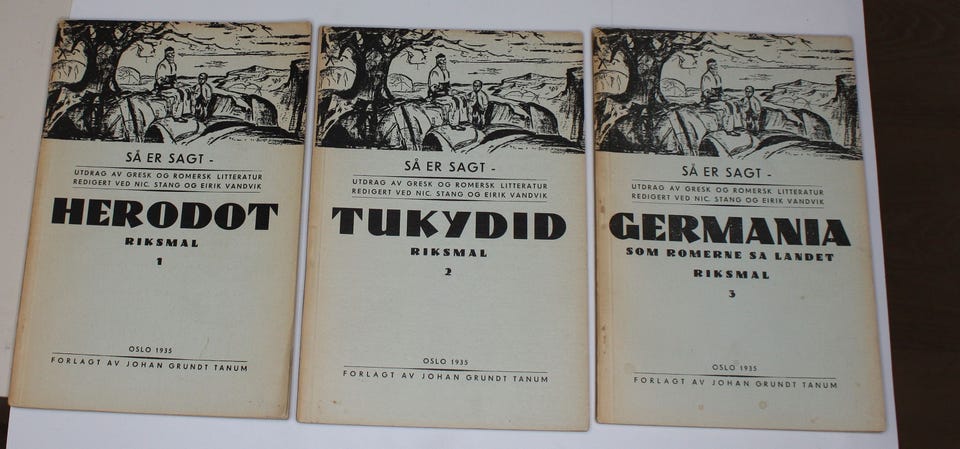 SÅ ER SAGT -
UTDRAG AV GRESK OG ROMERSK LITTERATUR
REDIGERT VED NIC. STANG OG EIRIK VANDVIK
HERODOT
RIKSMAL
1
OSLO 1935
FORLAGT AV JOHAN GRUNDT TANUM
SÅ ER SAGT -
UTDRAG AV GRESK OG ROMERSK LITTERATUR
REDIGERT VED NIC. STANG OG EIRIK VANDVIK
TUKYDID
RIKSMAL
2
OSLO 1935
FORLAGT AV JOHAN GRUNDT TANUM
SÅ ER SAGT -
UTDRAG AV GRESK OG ROMERSK LITTERATUR
REDIGERT VED NIC. STANG OG EIRIK VANDVIK
GERMANIA
SOM ROMERNE SA LANDET
RIKSMAL
3
OSLO 1935
FORLAGT AV JOHAN GRUNDT TANUM